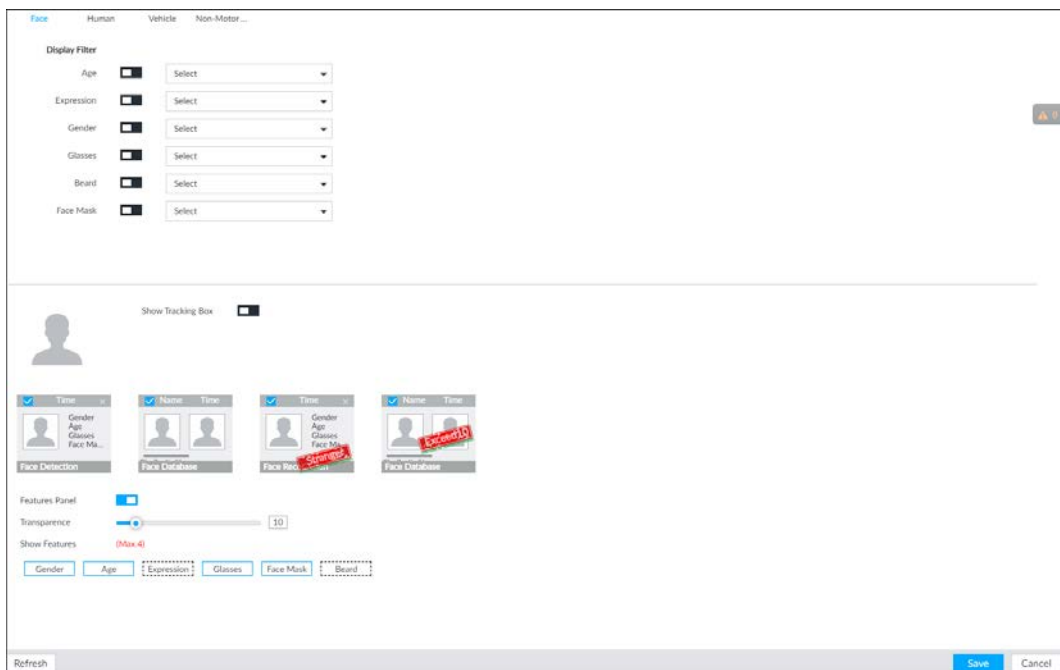 Face Human Vehicle Non-Motor...
Display Filter
Age Select
Expression Select
Gender Select
Glasses Select
Beard Select
Face Mask Select
0
Show Tracking Box
Time × Name Time Time × Name Time
Gender
Age
Glasses
Face Ma...
Face Detection
Face Database
Gender
Age
Glasses
Face Ma...
Stranger
Exceed10
Face Database
Features Panel
Transparence 10
Show Features (Max.4)
Gender Age Expression Glasses Face Mask Beard
Refresh Save Cancel